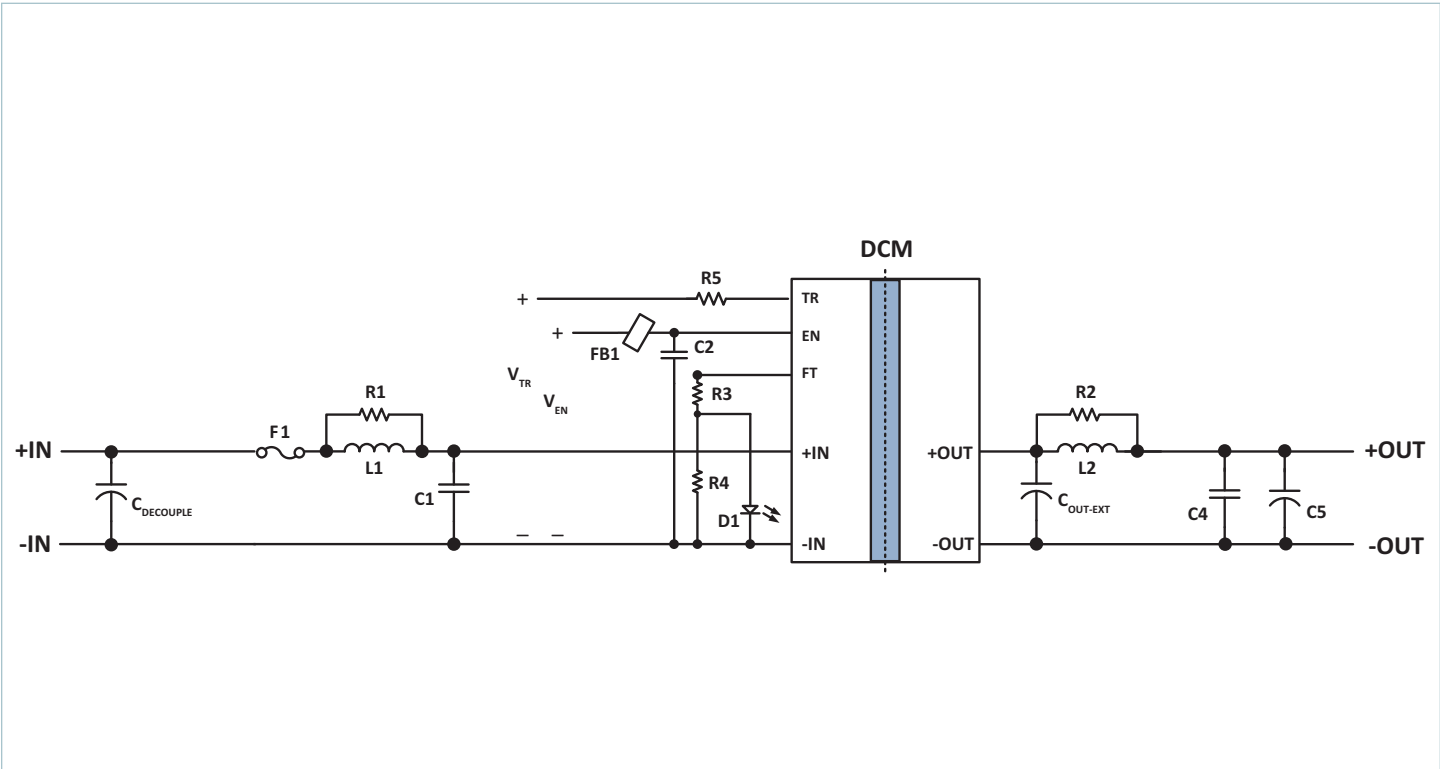 DCM
R5
+
TR
+
EN
FB1
C2
FT
V_TR
R3
V_EN
R1
R2
F1
+IN
+IN
+OUT
+OUT
L1
L2
R4
C1
C_DECOUPLE
C_OUT-EXT
D1
C4
C5
– –
-IN
-IN
-OUT
-OUT